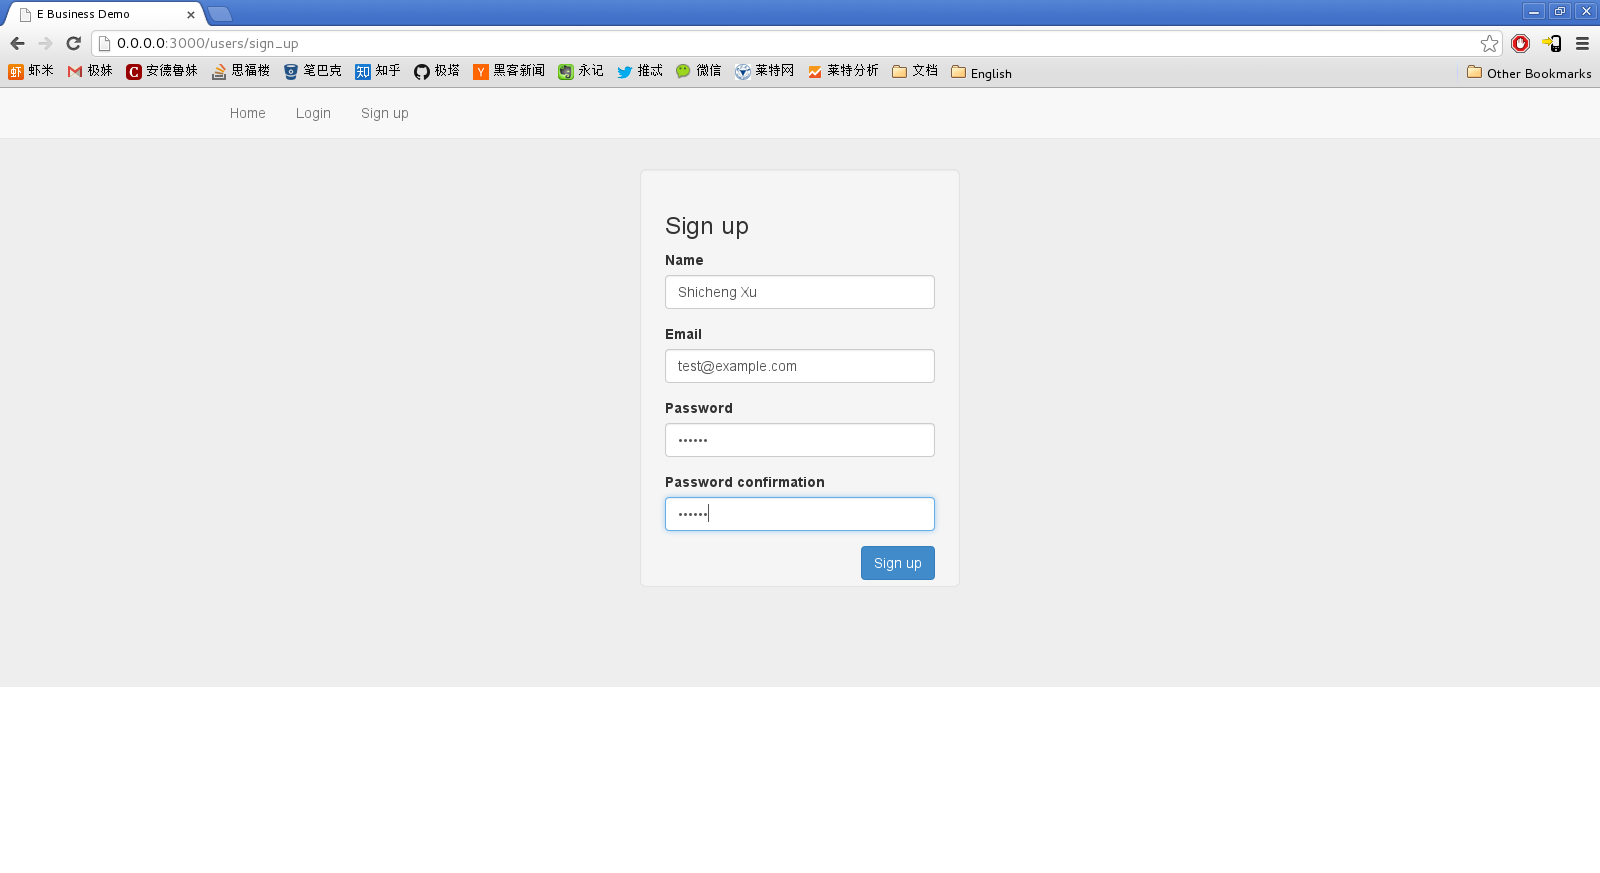 E Business Demo
0.0.0.0:3000/users/sign_up
虾米 极妹 安德鲁妹 思福楼 笔巴克 知乎 极塔 黑客新闻 永记 推忒 微信 莱特网 莱特分析 文档 English Other Bookmarks
Home Login Sign up
Sign up
Name
Shicheng Xu
Email
test@example.com
Password
••••••
Password confirmation
••••••
Sign up